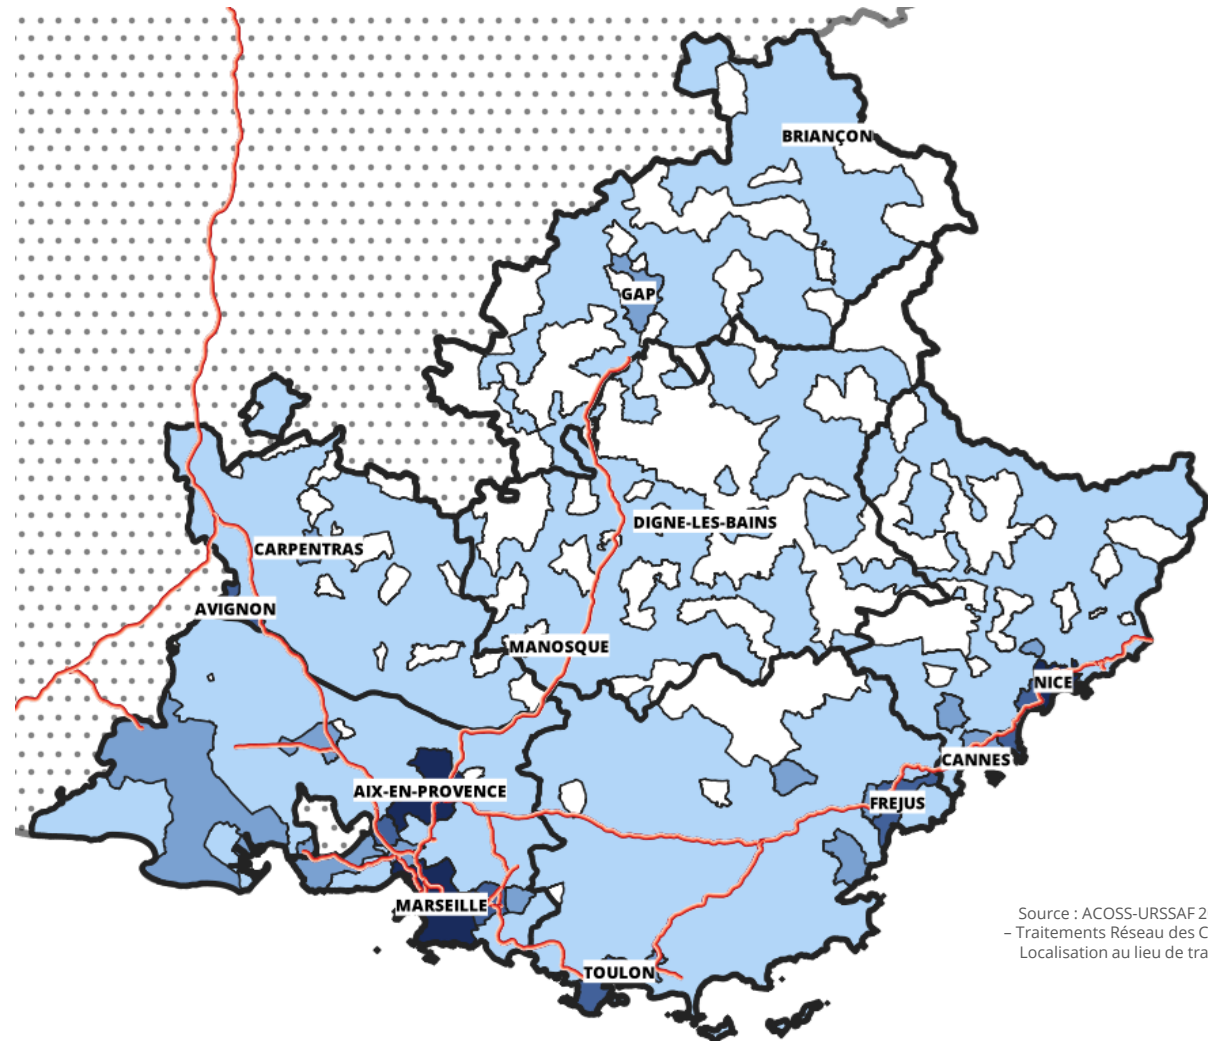 BRIANÇON
GAP
DIGNE-LES-BAINS
CARPENTRAS
AVIGNON
MANOSQUE
NICE
CANNES
AIX-EN-PROVENCE
FREJUS
MARSEILLE
Source : ACOSS-URSSAF 2
– Traitements Réseau des C
Localisation au lieu de tra
TOULON